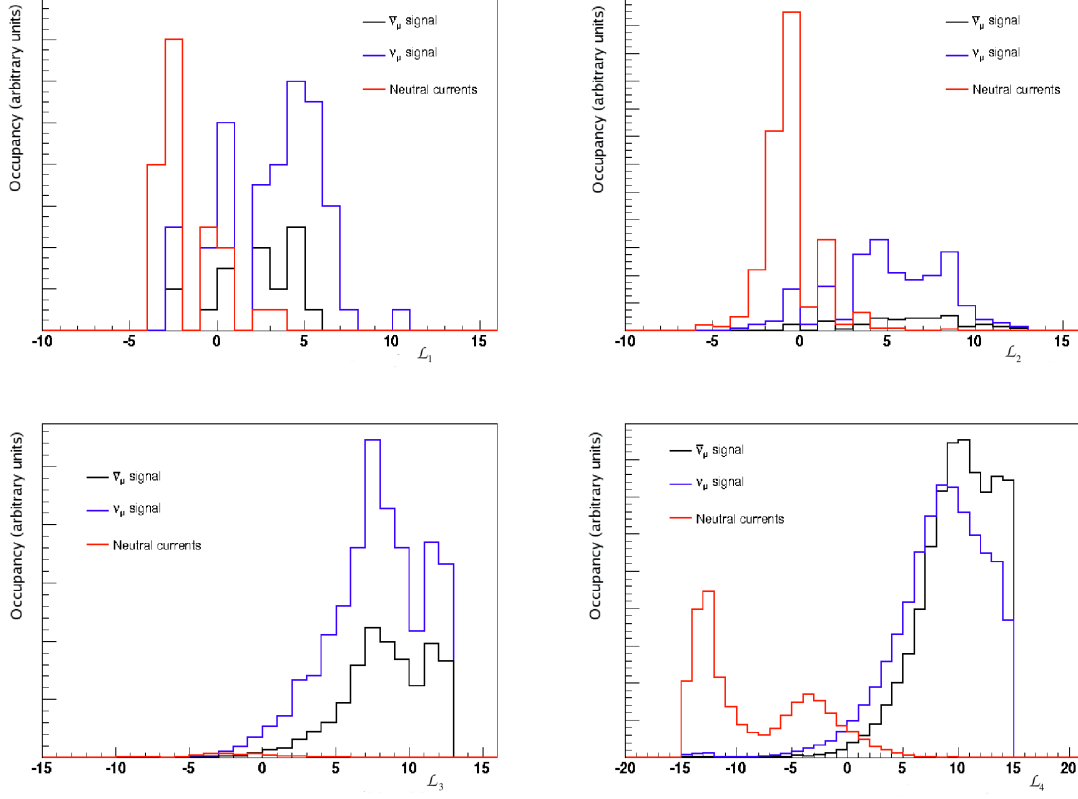 Occupancy (arbitrary units)
ν̅μ signal
νμ signal
Neutral currents
-10 -5 0 5 10 15
ℒ1
Occupancy (arbitrary units)
ν̅μ signal
νμ signal
Neutral currents
-10 -5 0 5 10 15
ℒ2
Occupancy (arbitrary units)
ν̅μ signal
νμ signal
Neutral currents
-15 -10 -5 0 5 10 15
ℒ3
Occupancy (arbitrary units)
ν̅μ signal
νμ signal
Neutral currents
-20 -15 -10 -5 0 5 10 15 20
ℒ4